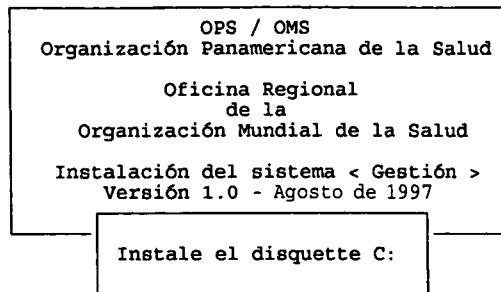 OPS / OMS
Organización Panamericana de la Salud
Oficina Regional
de la
Organización Mundial de la Salud
Instalación del sistema < Gestión >
Versión 1.0 - Agosto de 1997
Instale el disquette C: